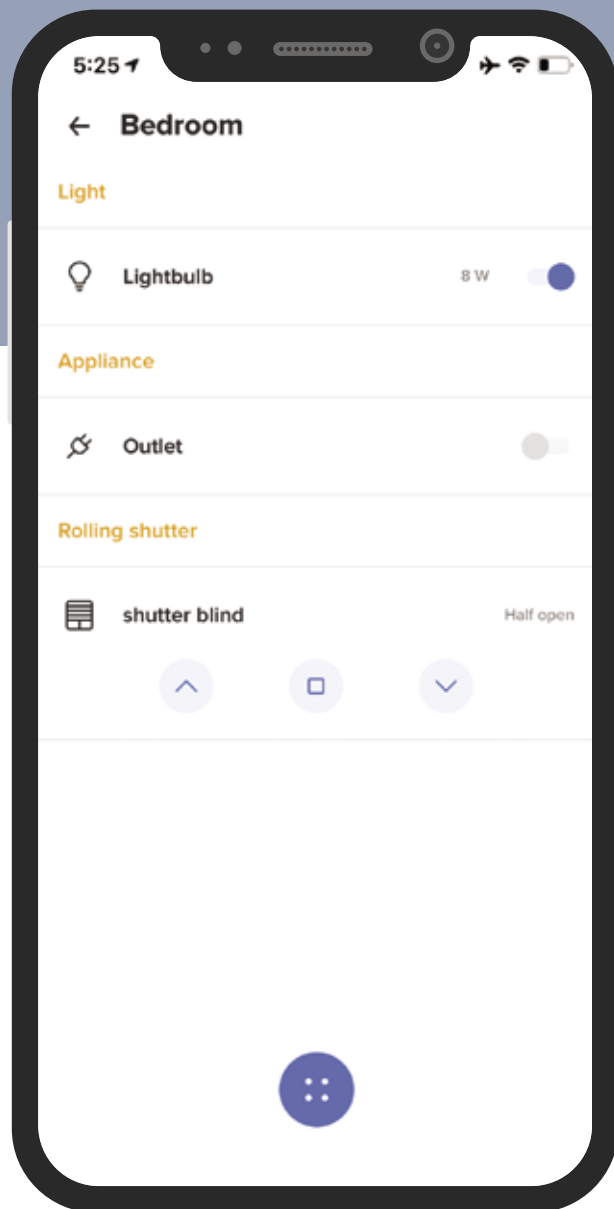 5:25
Bedroom
Light
Lightbulb 8 W
Appliance
Outlet
Rolling shutter
shutter blind Half open